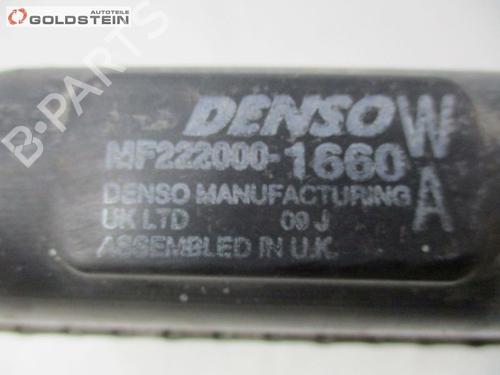 AUTOTEILE
GOLDSTEIN
DENSO W
MF222000-1660 A
DENSO MANUFACTURING
UK LTD 09 J
ASSEMBLED IN U.K.
B-PARTS